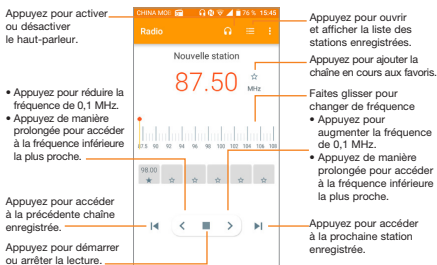 Appuyez pour activer
ou désactiver
le haut-parleur.
• Appuyez pour réduire la
fréquence de 0,1 MHz.
• Appuyez de manière
prolongée pour accéder
à la fréquence inférieure
la plus proche.
Appuyez pour accéder
à la précédente chaîne
enregistrée.
Appuyez pour démarrer
ou arrêter la lecture.
CHINA MOB
76% 15:45
Radio
Nouvelle station
87.50
MHz
87.5 90 92 94 96 98 100 102 104 106 108
98.00
Appuyez pour ouvrir
et afficher la liste des
stations enregistrées.
Appuyez pour ajouter la
chaîne en cours aux favoris.
Faites glisser pour
changer de fréquence
• Appuyez pour
augmenter la fréquence
de 0,1 MHz.
• Appuyez de manière
prolongée pour accéder
à la fréquence inférieure
la plus proche.
Appuyez pour accéder
à la prochaine station
enregistrée.